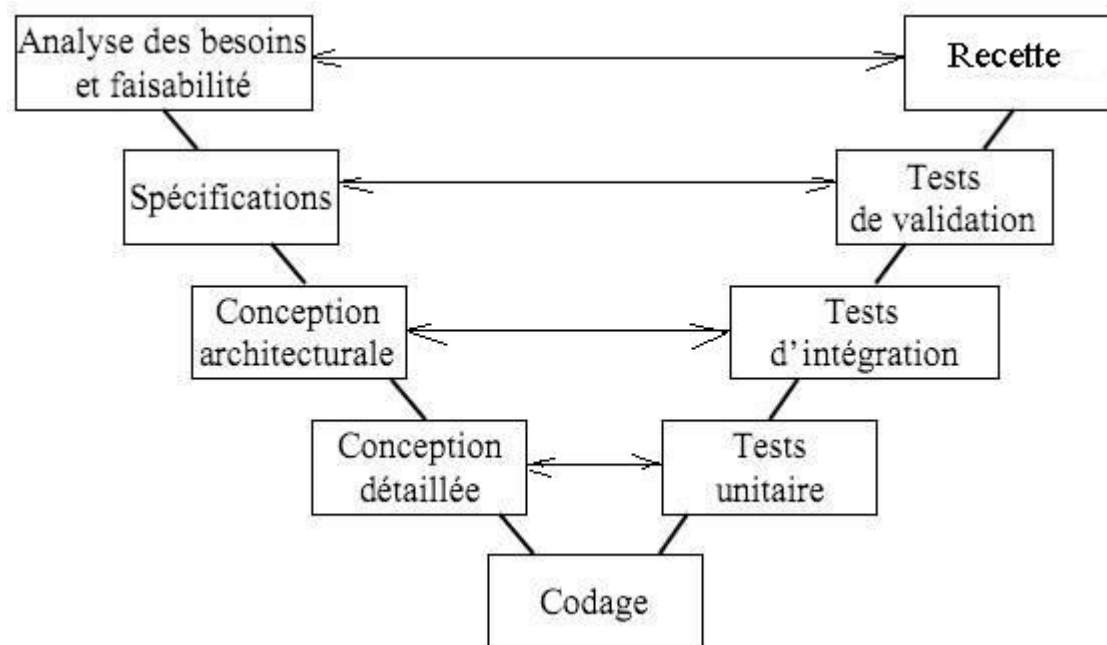 Analyse des besoins
et faisabilité
Recette
Spécifications
Tests
de validation
Conception
architecturale
Tests
d’intégration
Conception
détaillée
Tests
unitaire
Codage